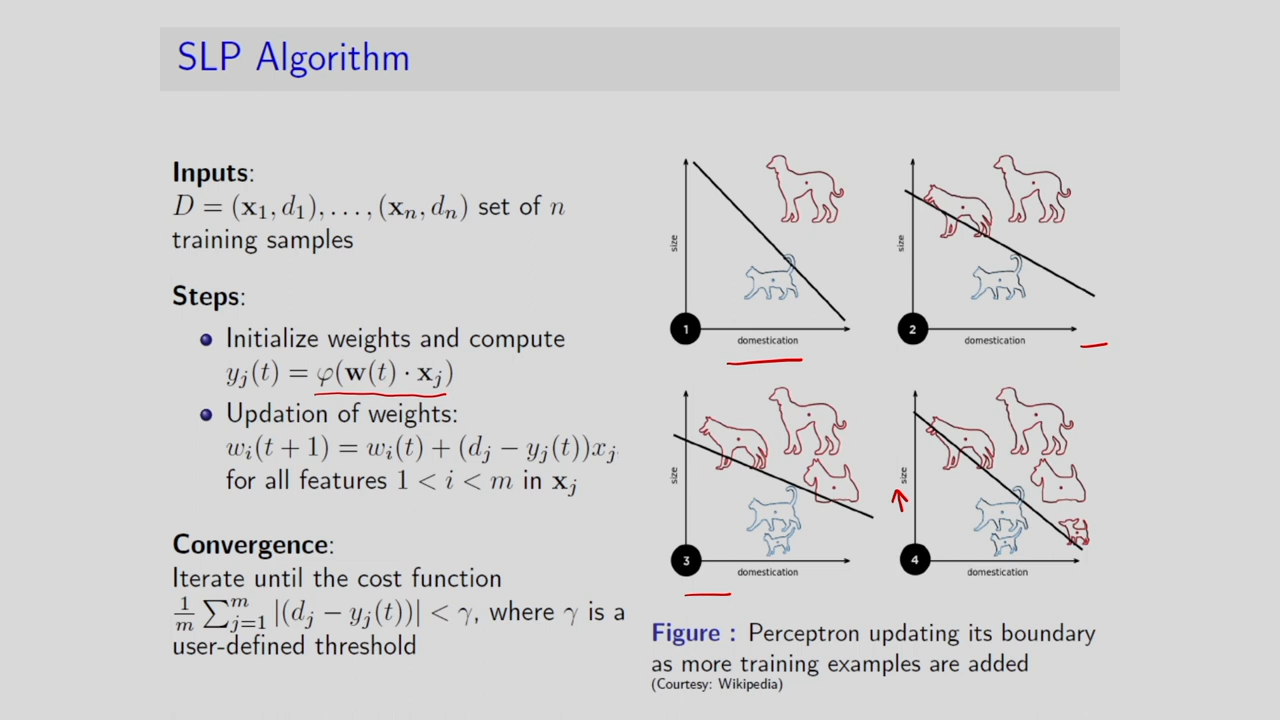 SLP Algorithm
Inputs:
D = (x₁, d₁), . . . , (xₙ, dₙ) set of n
training samples
Steps:
Initialize weights and compute
yⱼ(t) = φ(w(t) · xⱼ)
Updation of weights:
wᵢ(t + 1) = wᵢ(t) + (dⱼ − yⱼ(t))xⱼ
for all features 1 < i < m in xⱼ
Convergence:
Iterate until the cost function
1/m ∑ⱼ₌₁ᵐ |(dⱼ − yⱼ(t))| < γ, where γ is a
user-defined threshold
size
1
domestication
size
2
domestication
size
3
domestication
size
4
domestication
Figure : Perceptron updating its boundary
as more training examples are added
(Courtesy: Wikipedia)